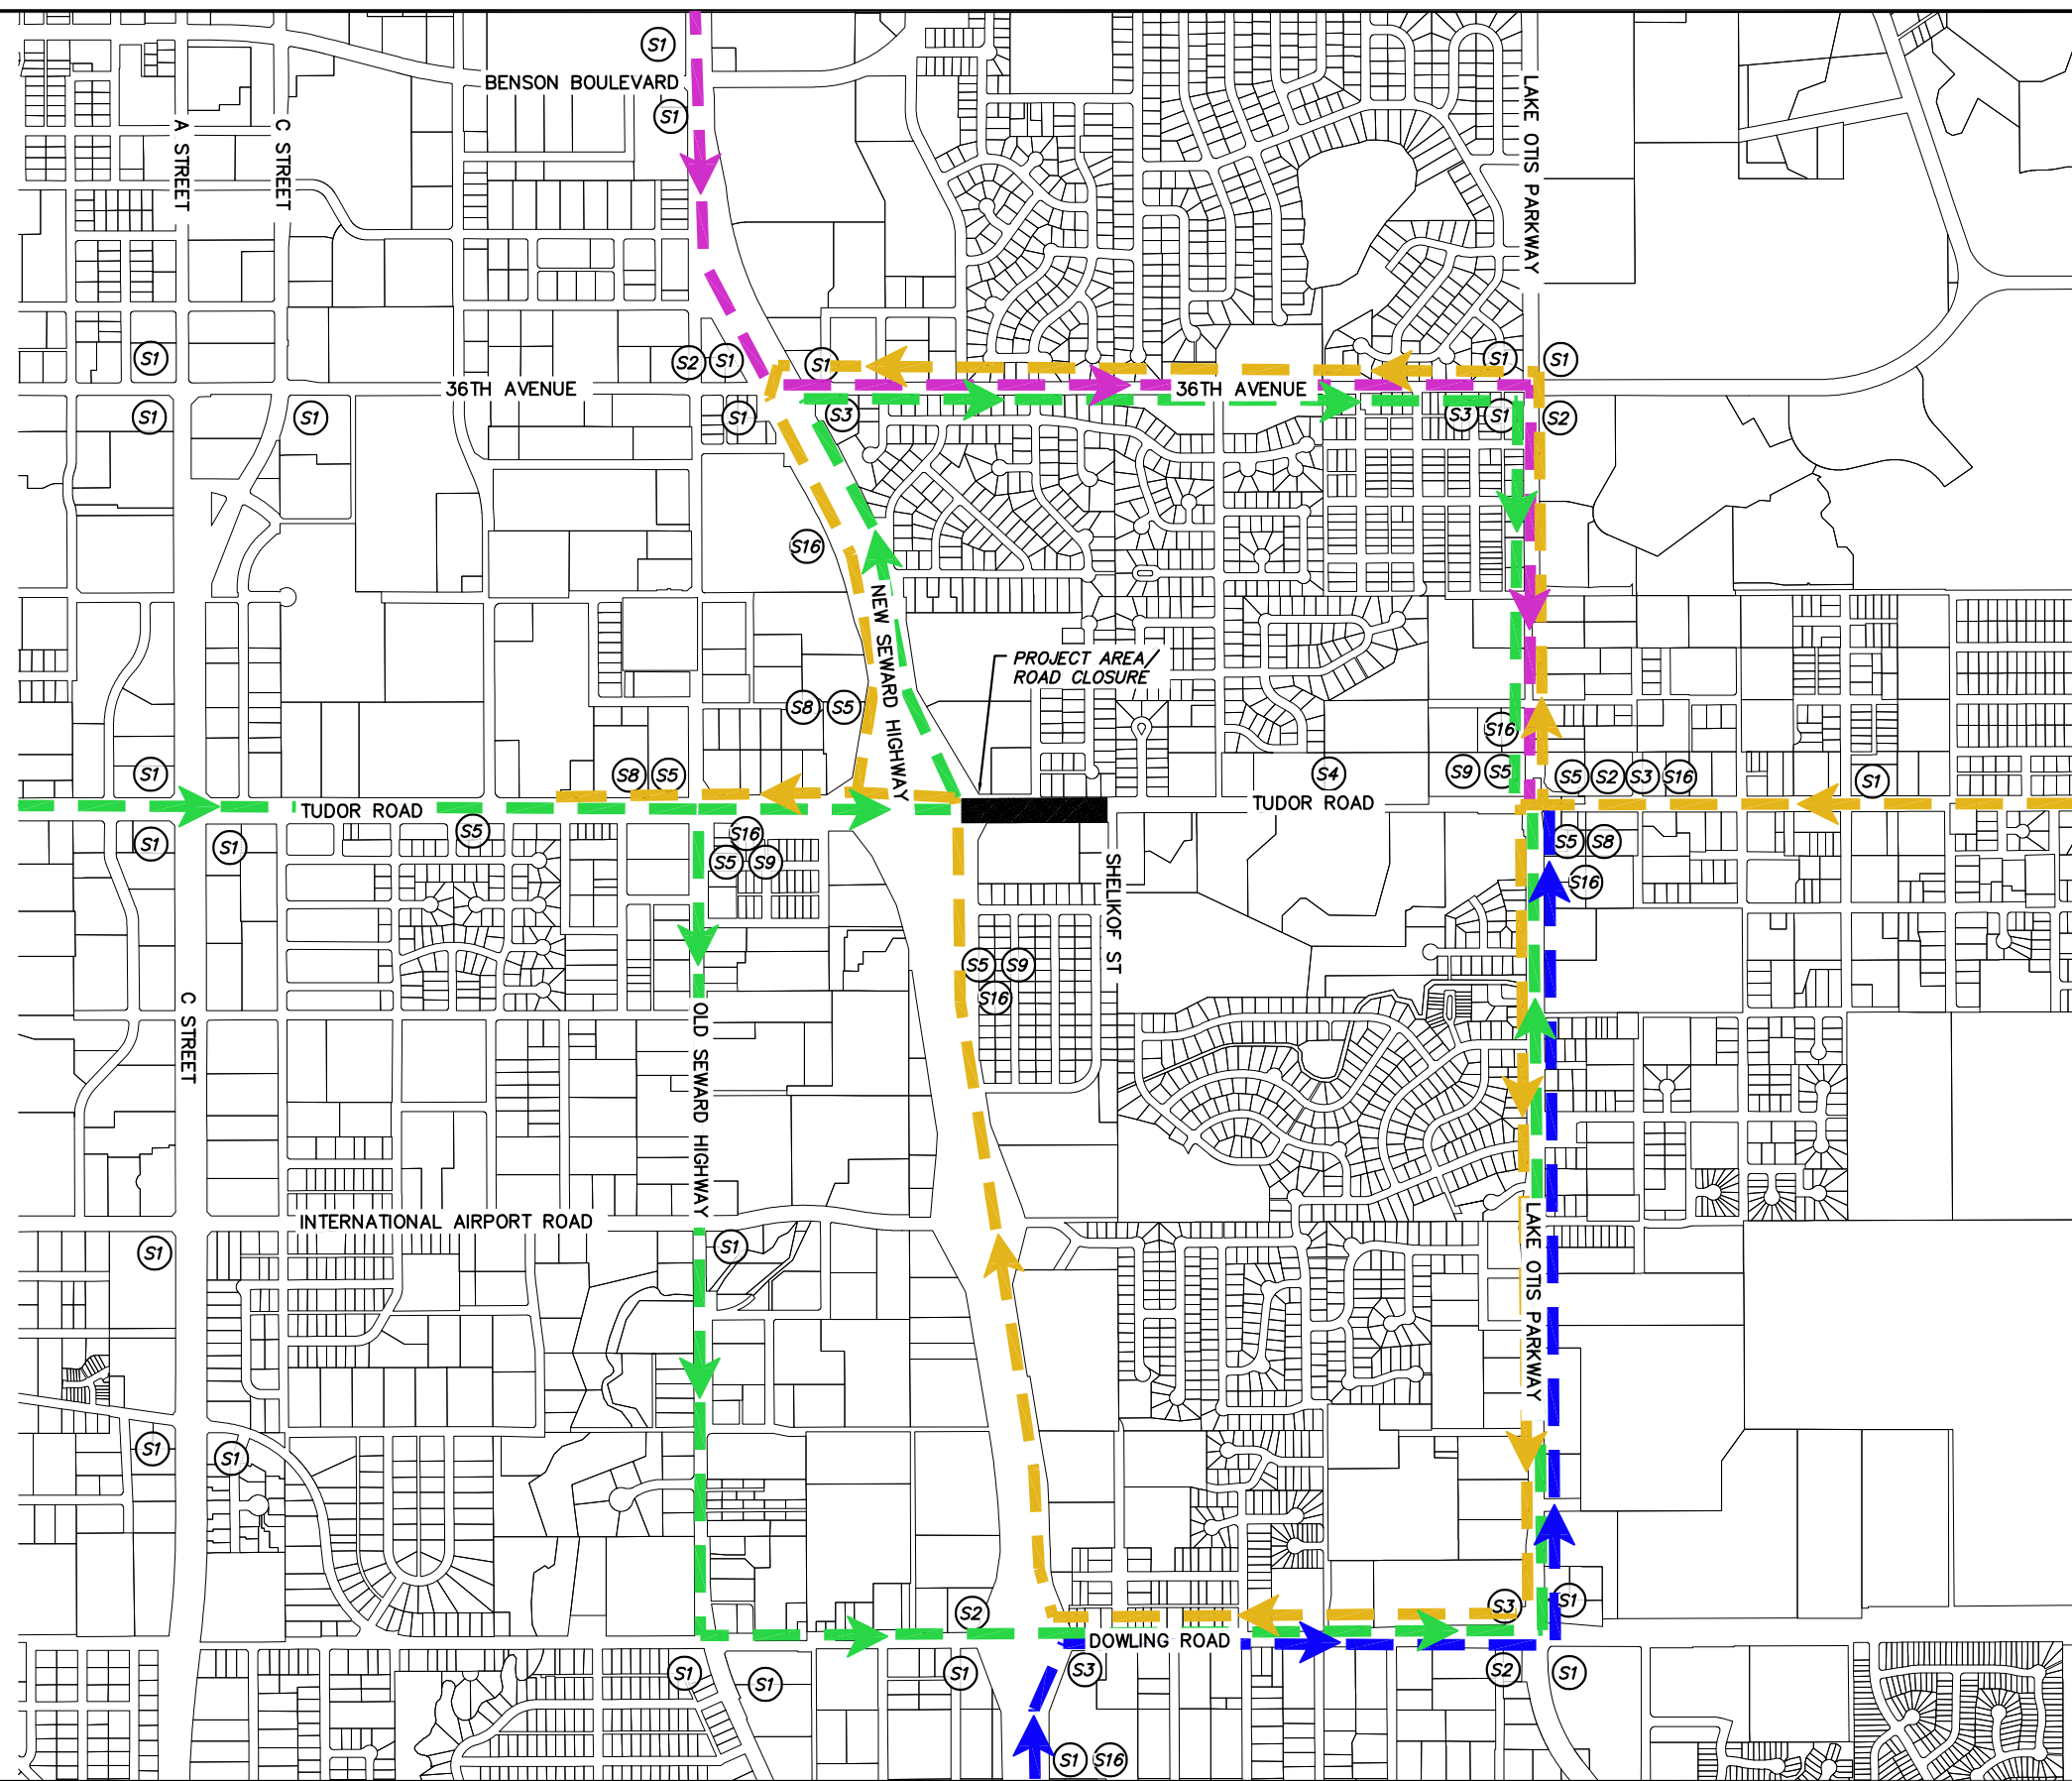 S1
BENSON BOULEVARD
S1
A STREET
C STREET
LAKE OTIS PARKWAY
S1
S2
S1
S1
S1
S1
36TH AVENUE
36TH AVENUE
S1
S1
S1
S3
S3
S1
S2
S16
NEW SEWARD HIGHWAY
PROJECT AREA/
ROAD CLOSURE
S8
S5
S16
S1
S8
S5
S4
S9
S5
S5
S2
S3
S16
S1
TUDOR ROAD
TUDOR ROAD
S1
S1
S5
S16
S5
S9
S5
S8
S16
SHELIKOF ST
S5
S9
S16
C STREET
OLD SEWARD HIGHWAY
INTERNATIONAL AIRPORT ROAD
S1
S1
LAKE OTIS PARKWAY
S1
S1
S2
S3
S1
DOWLING ROAD
S1
S1
S1
S3
S2
S1
S1
S16